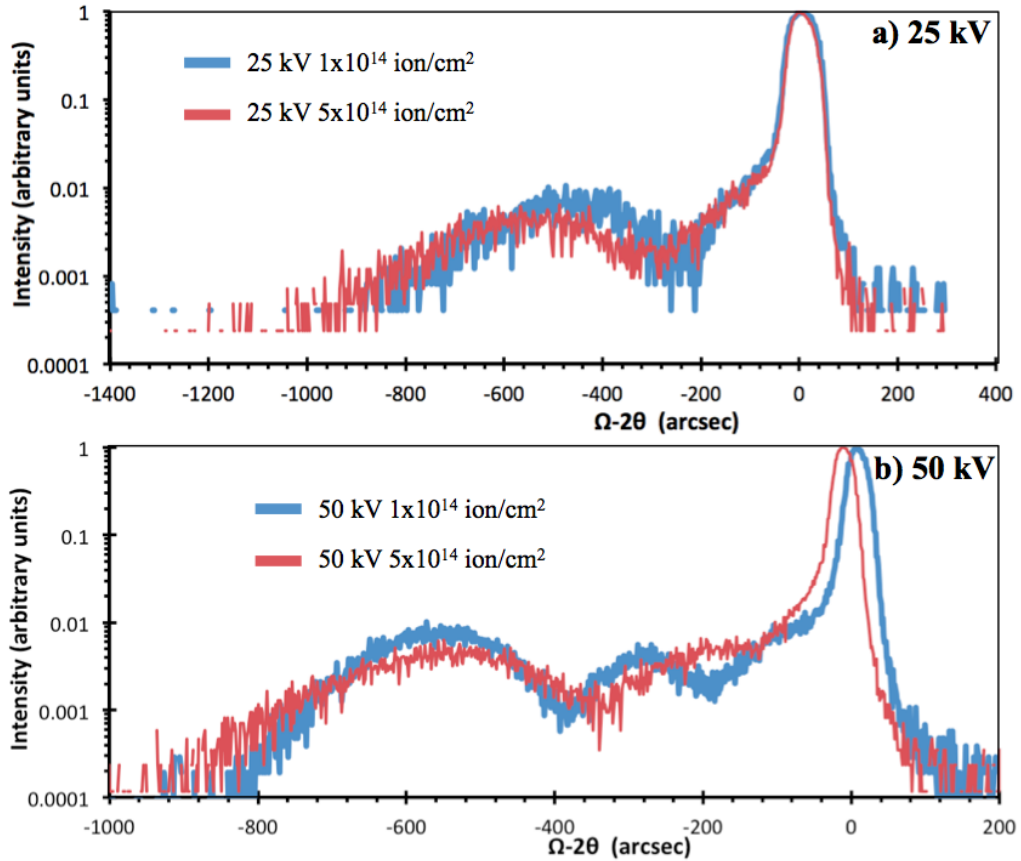 a) 25 kV
25 kV 1x10¹⁴ ion/cm²
25 kV 5x10¹⁴ ion/cm²
Intensity (arbitrary units)
1
0.1
0.01
0.001
0.0001
-1400 -1200 -1000 -800 -600 -400 -200 0 200 400
Ω-2θ (arcsec)
b) 50 kV
50 kV 1x10¹⁴ ion/cm²
50 kV 5x10¹⁴ ion/cm²
Intensity (arbitrary units)
1
0.1
0.01
0.001
0.0001
-1000 -800 -600 -400 -200 0 200
Ω-2θ (arcsec)